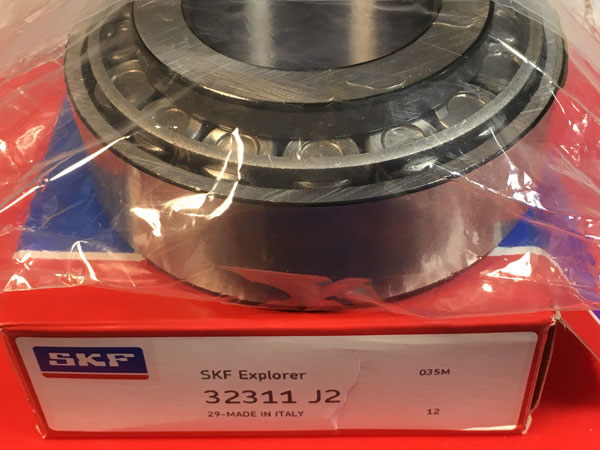 SKF
SKF Explorer
035M
32311 J2
29-MADE IN ITALY
12